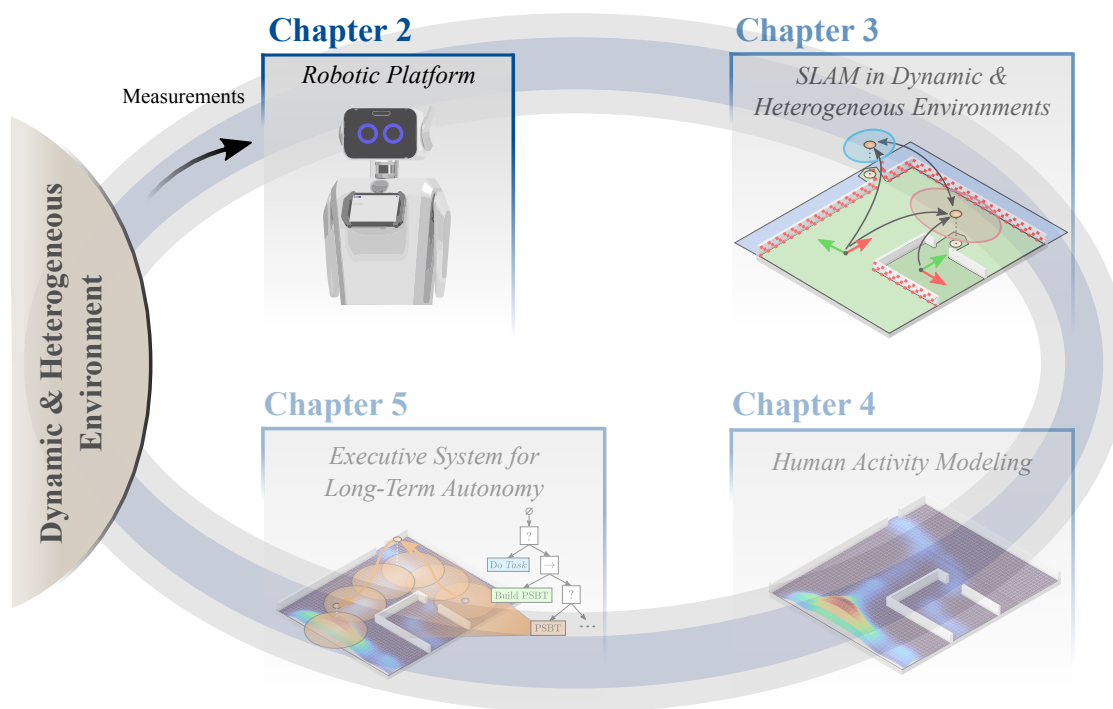 Chapter 2
Robotic Platform
Measurements
Chapter 3
SLAM in Dynamic &
Heterogeneous Environments
Dynamic & Heterogeneous
Environment
Chapter 5
Executive System for
Long-Term Autonomy
∅
?
Do Task
→
Build PSBT
?
PSBT
...
Chapter 4
Human Activity Modeling